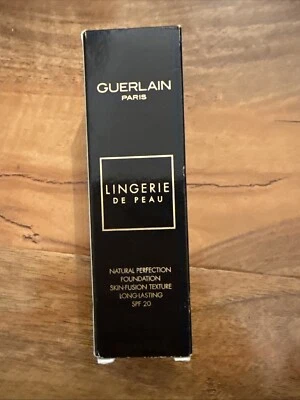 GUERLAIN
PARIS
LINGERIE
DE PEAU
NATURAL PERFECTION
FOUNDATION
SKIN-FUSION TEXTURE
LONG-LASTING
SPF 20